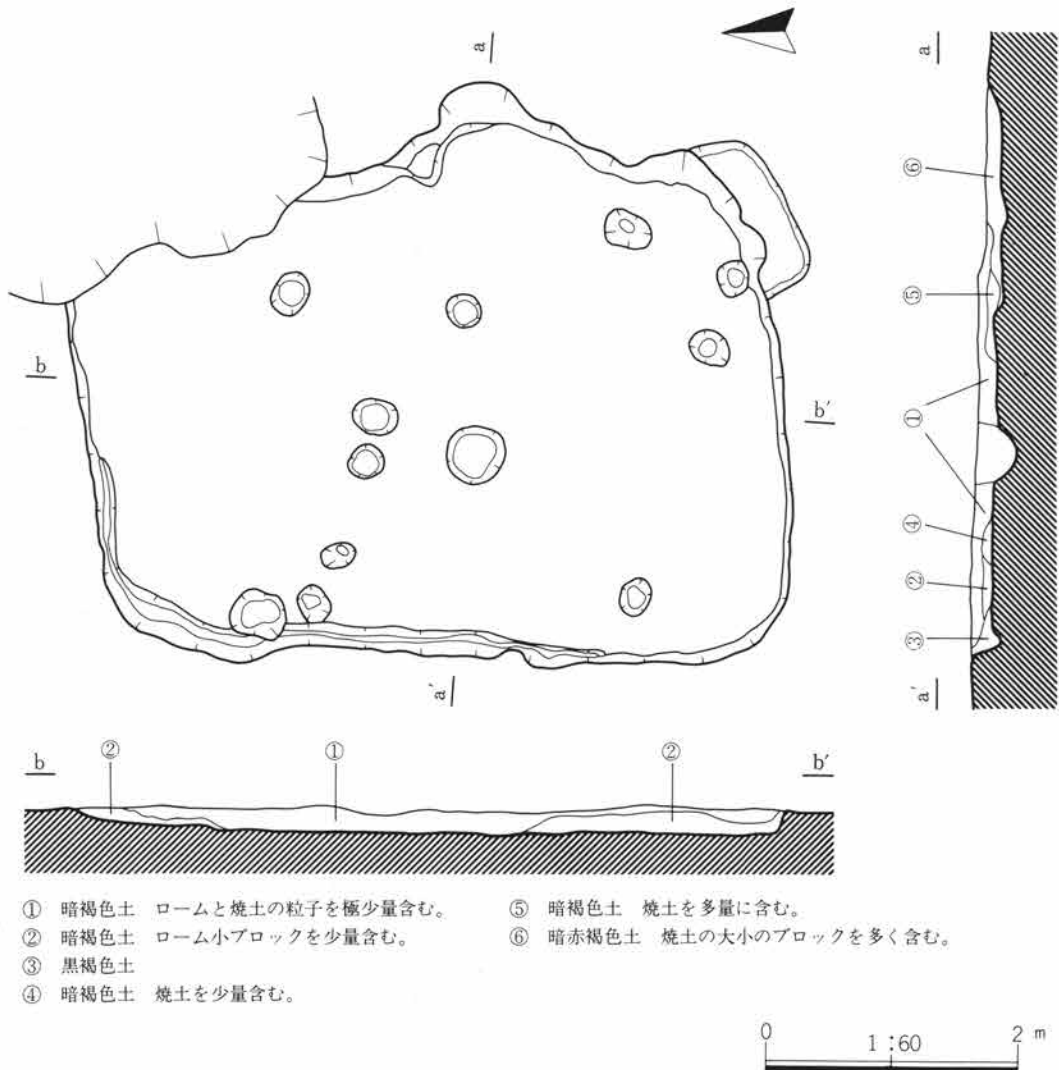 a
a
⑥
⑤
b
b′
①
④
②
③
a′
a′
b
②
①
②
b′
① 暗褐色土 ロームと焼土の粒子を極少量含む。
② 暗褐色土 ローム小ブロックを少量含む。
③ 黒褐色土
④ 暗褐色土 焼土を少量含む。
⑤ 暗褐色土 焼土を多量に含む。
⑥ 暗赤褐色土 焼土の大小のブロックを多く含む。
0 1:60 2 m